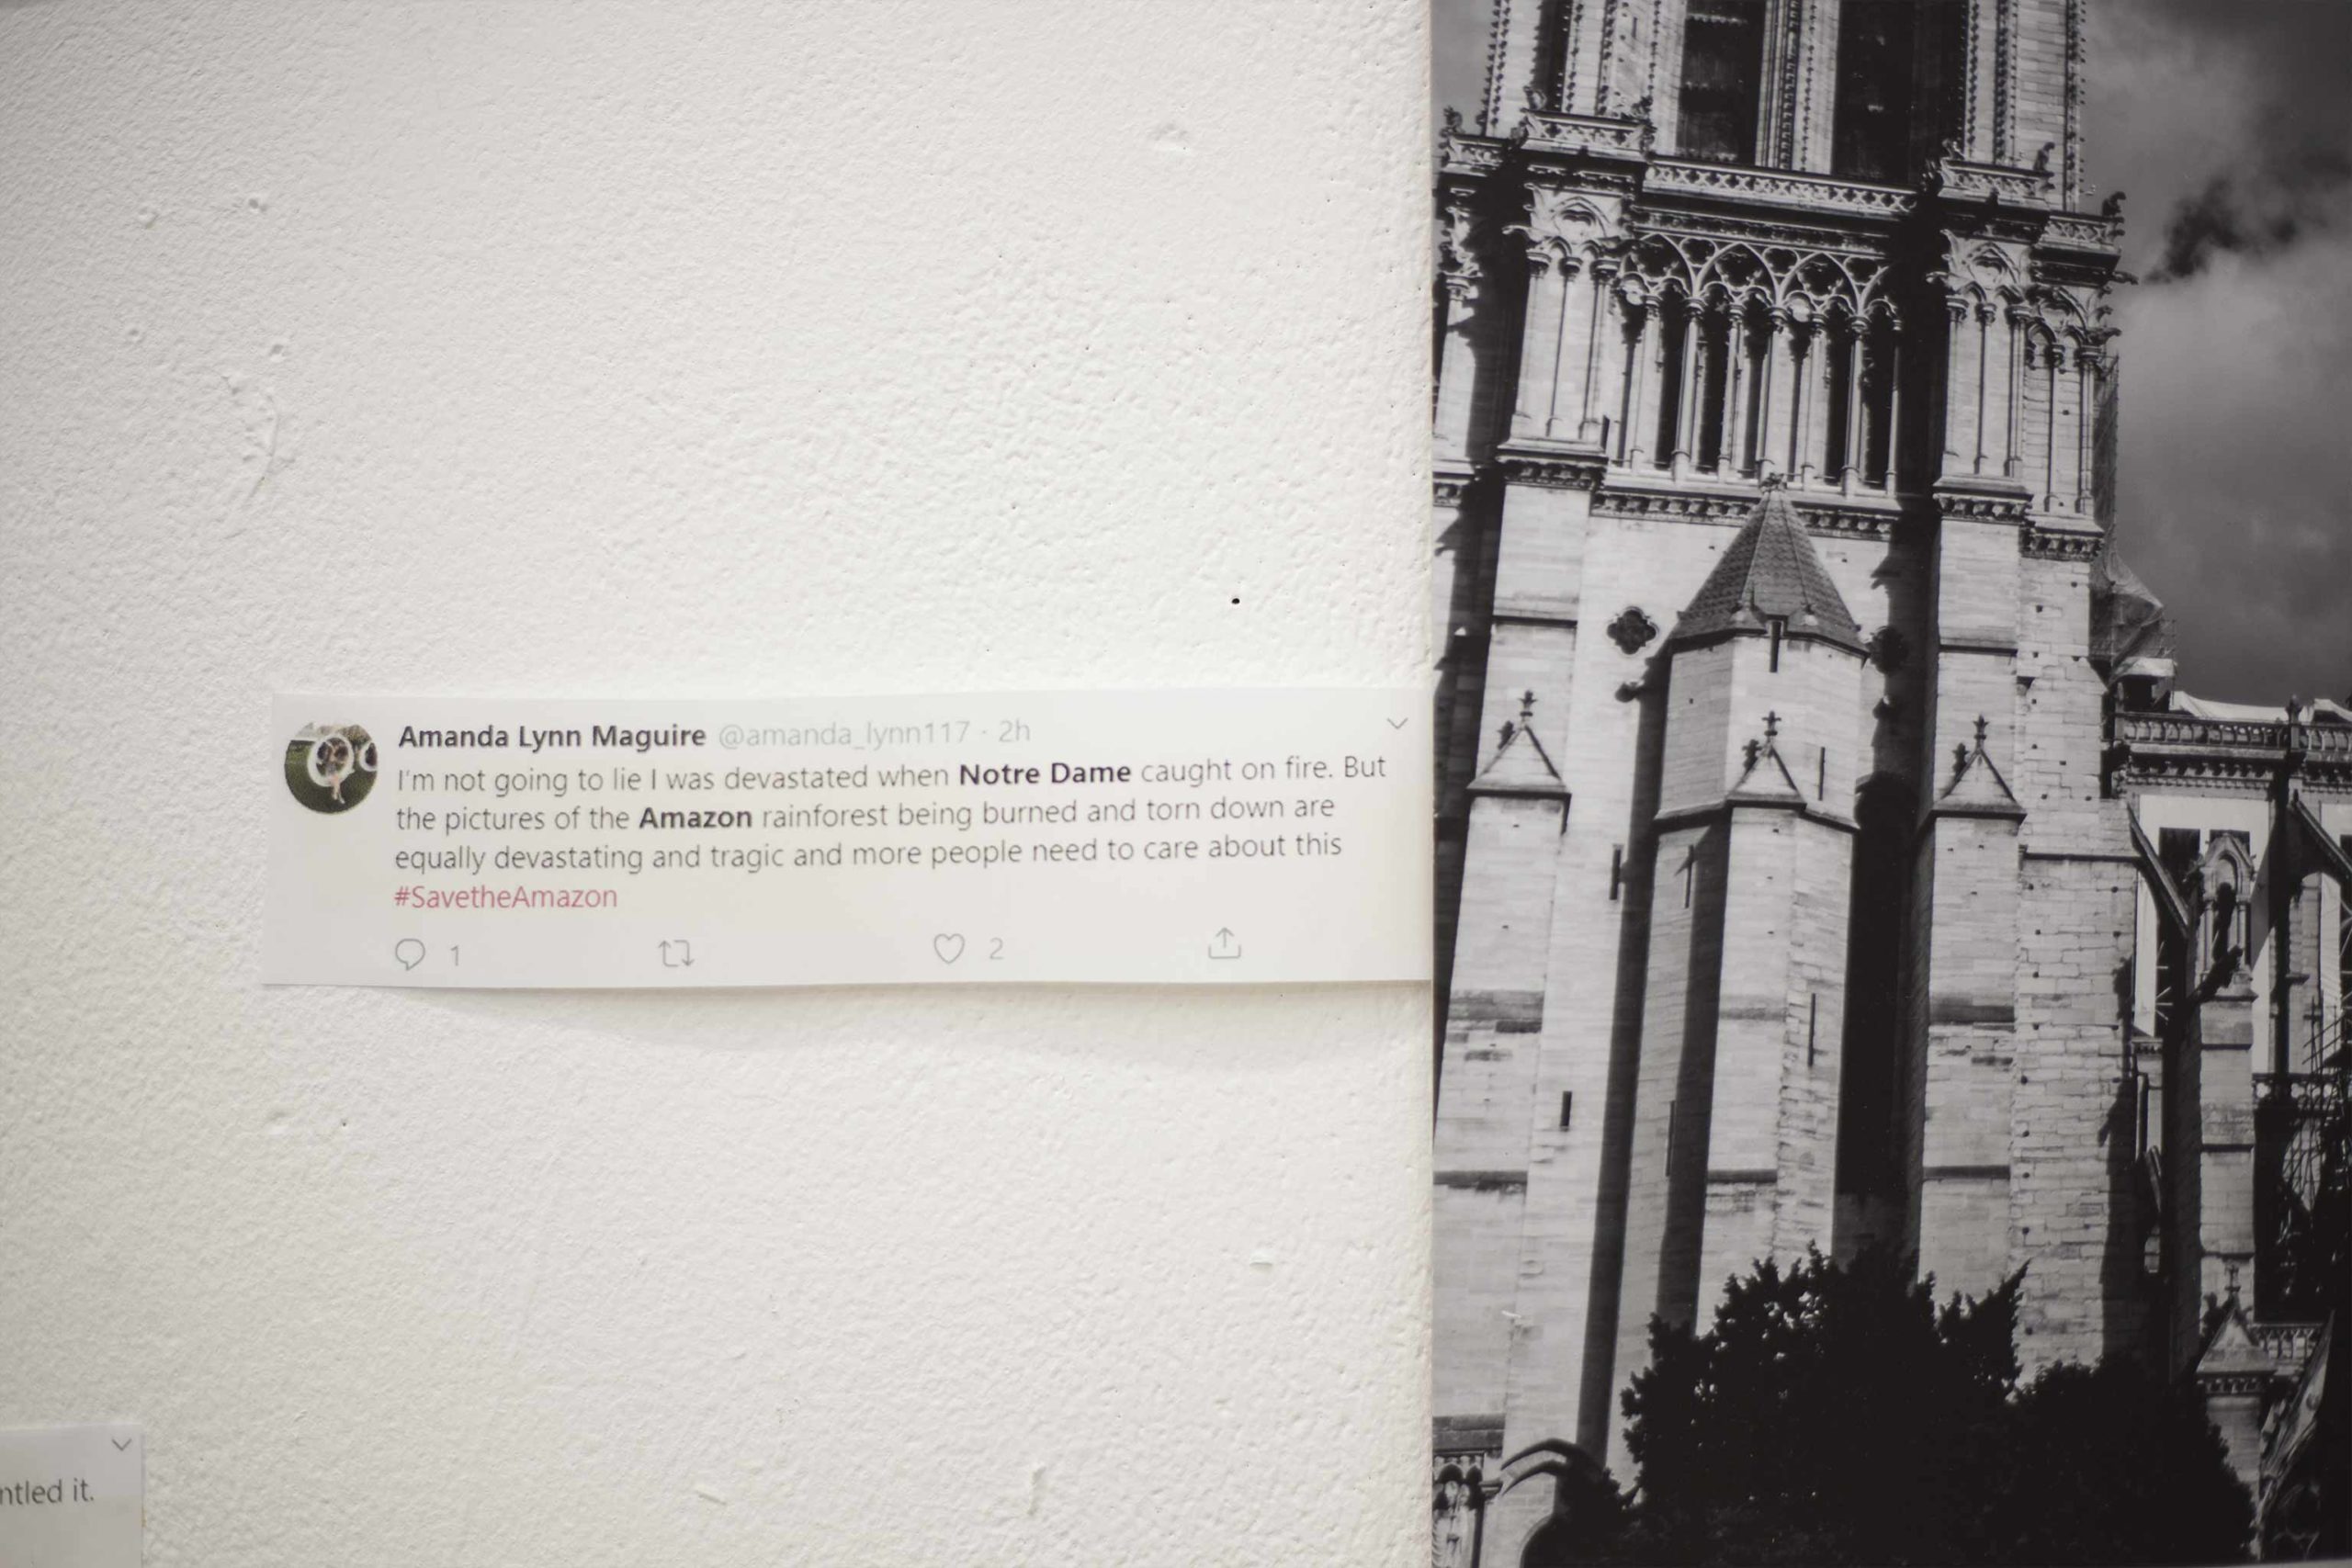 Amanda Lynn Maguire @amanda_lynn117 · 2h
I'm not going to lie I was devastated when Notre Dame caught on fire. But
the pictures of the Amazon rainforest being burned and torn down are
equally devastating and tragic and more people need to care about this
#SavetheAmazon
1 2
ntled it.